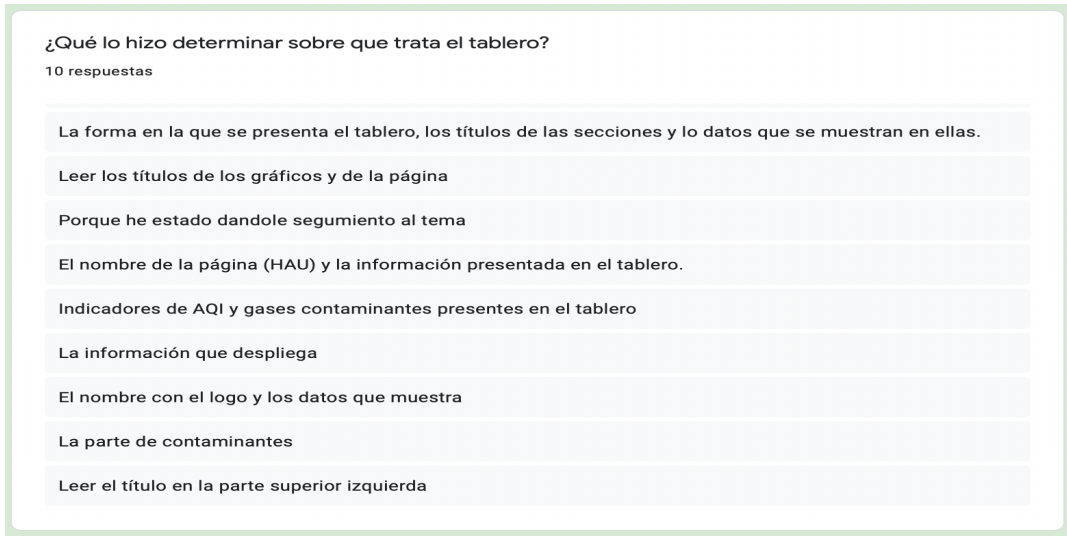 ¿Qué lo hizo determinar sobre que trata el tablero?
10 respuestas
La forma en la que se presenta el tablero, los títulos de las secciones y lo datos que se muestran en ellas.
Leer los títulos de los gráficos y de la página
Porque he estado dandole segumiento al tema
El nombre de la página (HAU) y la información presentada en el tablero.
Indicadores de AQI y gases contaminantes presentes en el tablero
La información que despliega
El nombre con el logo y los datos que muestra
La parte de contaminantes
Leer el título en la parte superior izquierda